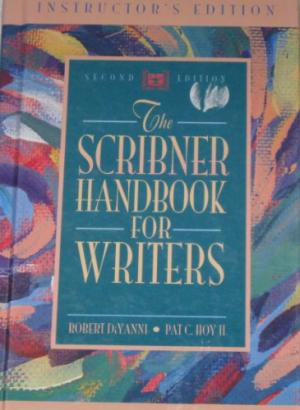 INSTRUCTOR'S EDITION
SECOND EDITION
The
SCRIBNER
HANDBOOK
FOR
WRITERS
ROBERT DiYANNI • PAT C. HOY II